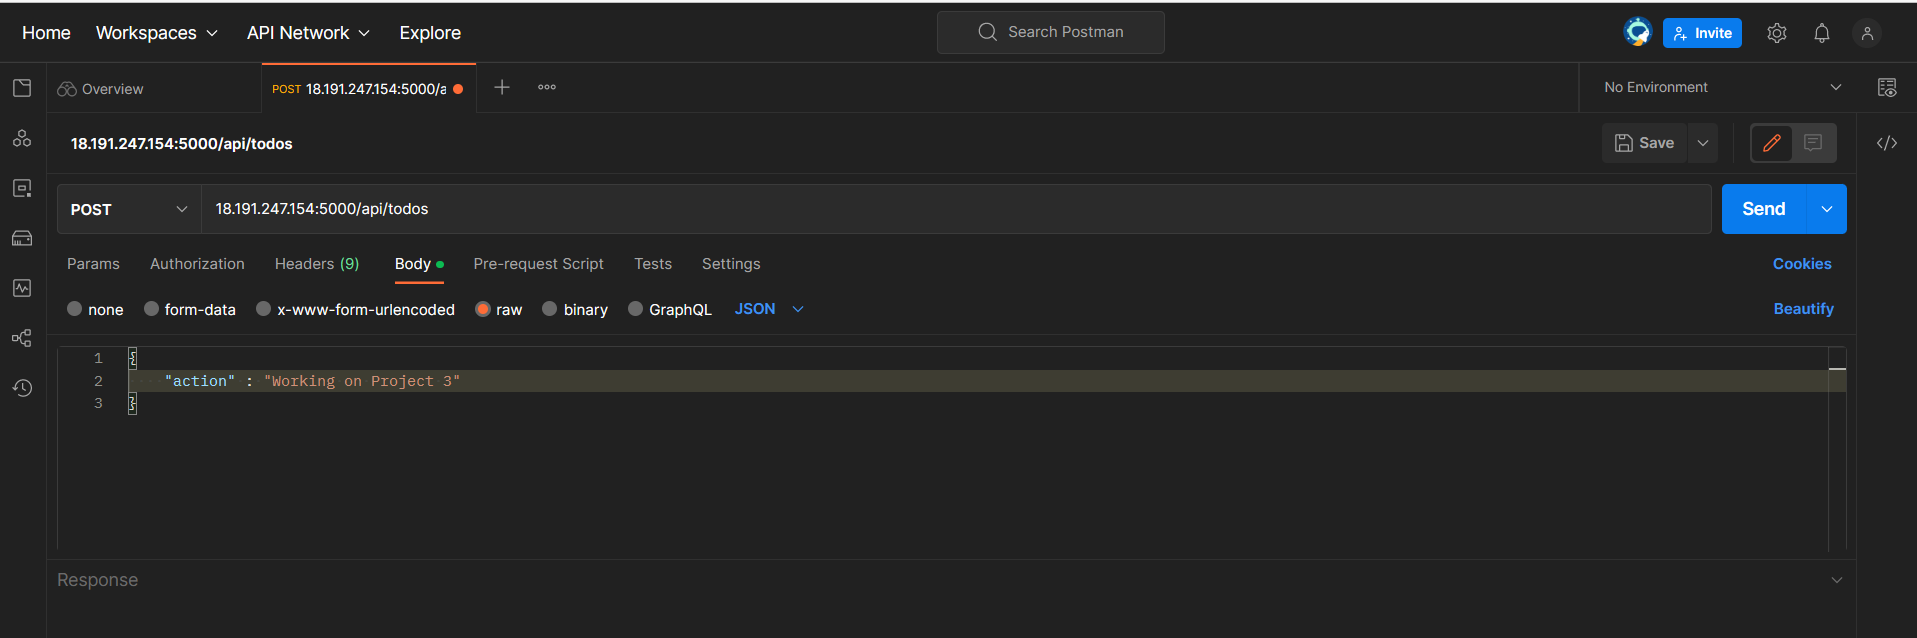 Home Workspaces API Network Explore Search Postman Invite
Overview POST 18.191.247.154:5000/a No Environment
18.191.247.154:5000/api/todos Save
POST 18.191.247.154:5000/api/todos Send
Params Authorization Headers (9) Body Pre-request Script Tests Settings Cookies
none form-data x-www-form-urlencoded raw binary GraphQL JSON Beautify
1 {
2 "action" : "Working on Project 3"
3 }
Response